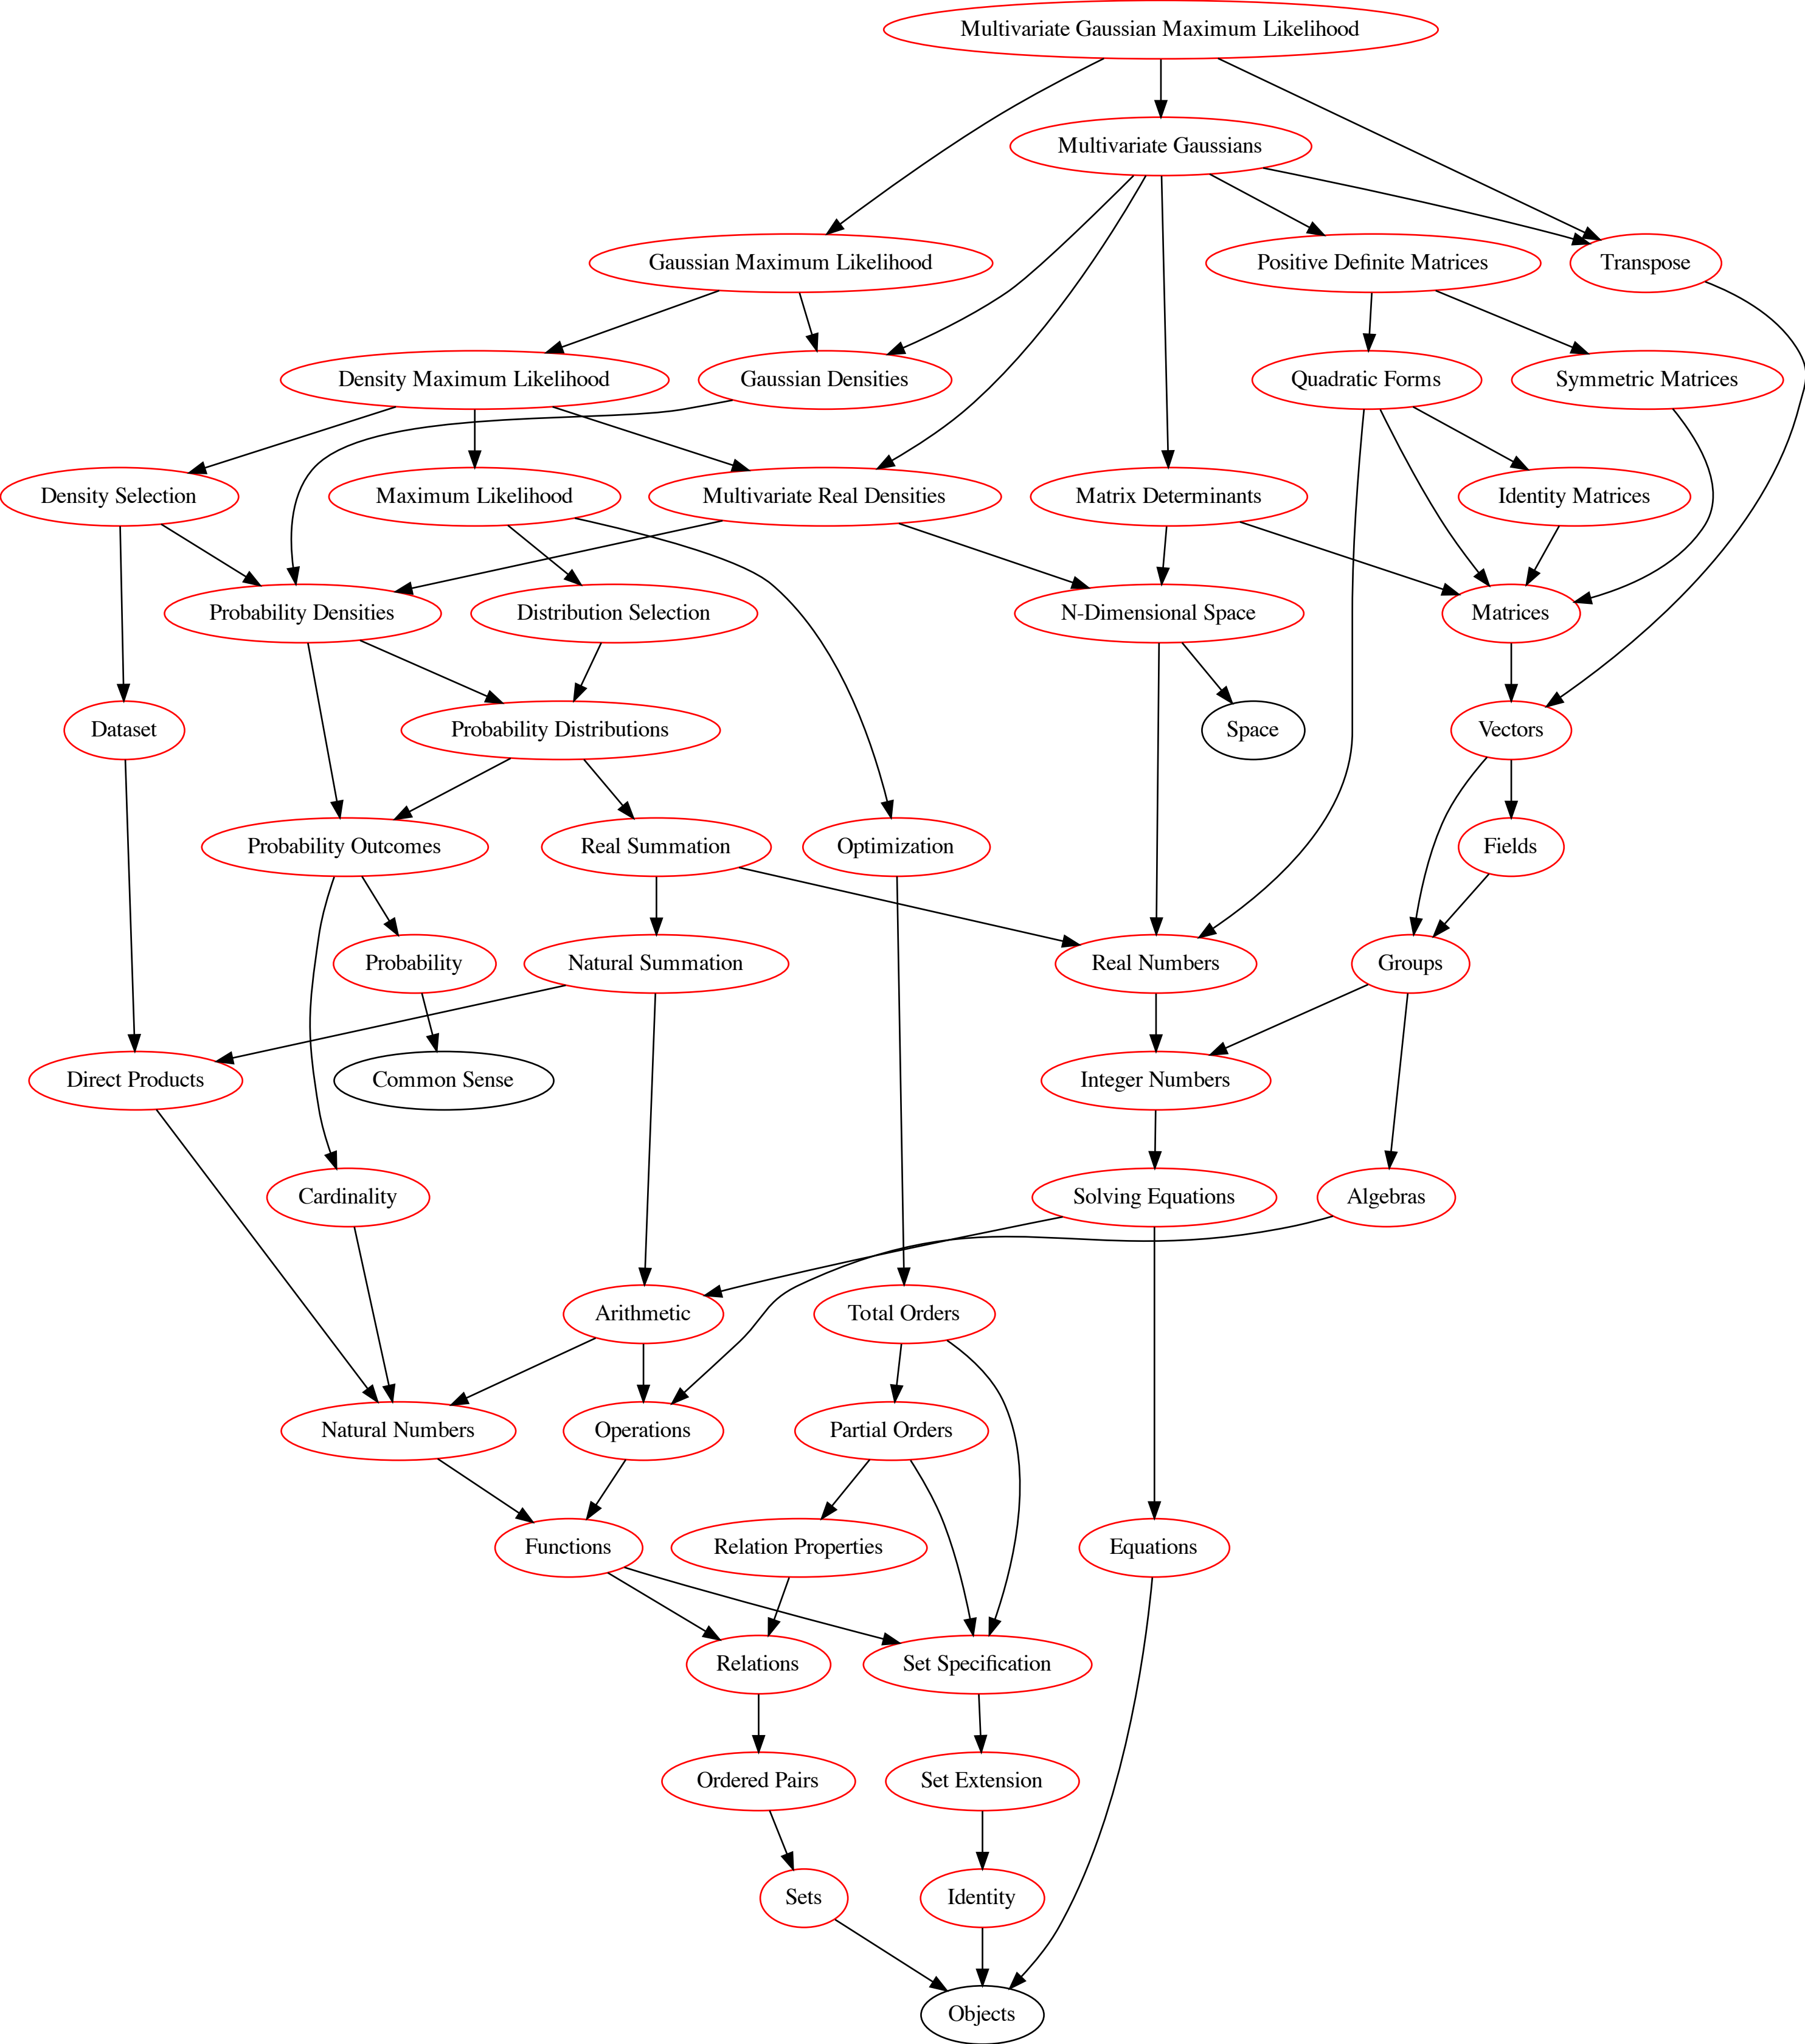 Multivariate Gaussian Maximum Likelihood
Multivariate Gaussians
Gaussian Maximum Likelihood
Positive Definite Matrices
Transpose
Density Maximum Likelihood
Gaussian Densities
Quadratic Forms
Symmetric Matrices
Density Selection
Maximum Likelihood
Multivariate Real Densities
Matrix Determinants
Identity Matrices
Probability Densities
Distribution Selection
N-Dimensional Space
Matrices
Dataset
Probability Distributions
Space
Vectors
Probability Outcomes
Real Summation
Optimization
Fields
Probability
Natural Summation
Real Numbers
Groups
Direct Products
Common Sense
Integer Numbers
Cardinality
Solving Equations
Algebras
Arithmetic
Total Orders
Natural Numbers
Operations
Partial Orders
Functions
Relation Properties
Equations
Relations
Set Specification
Ordered Pairs
Set Extension
Sets
Identity
Objects